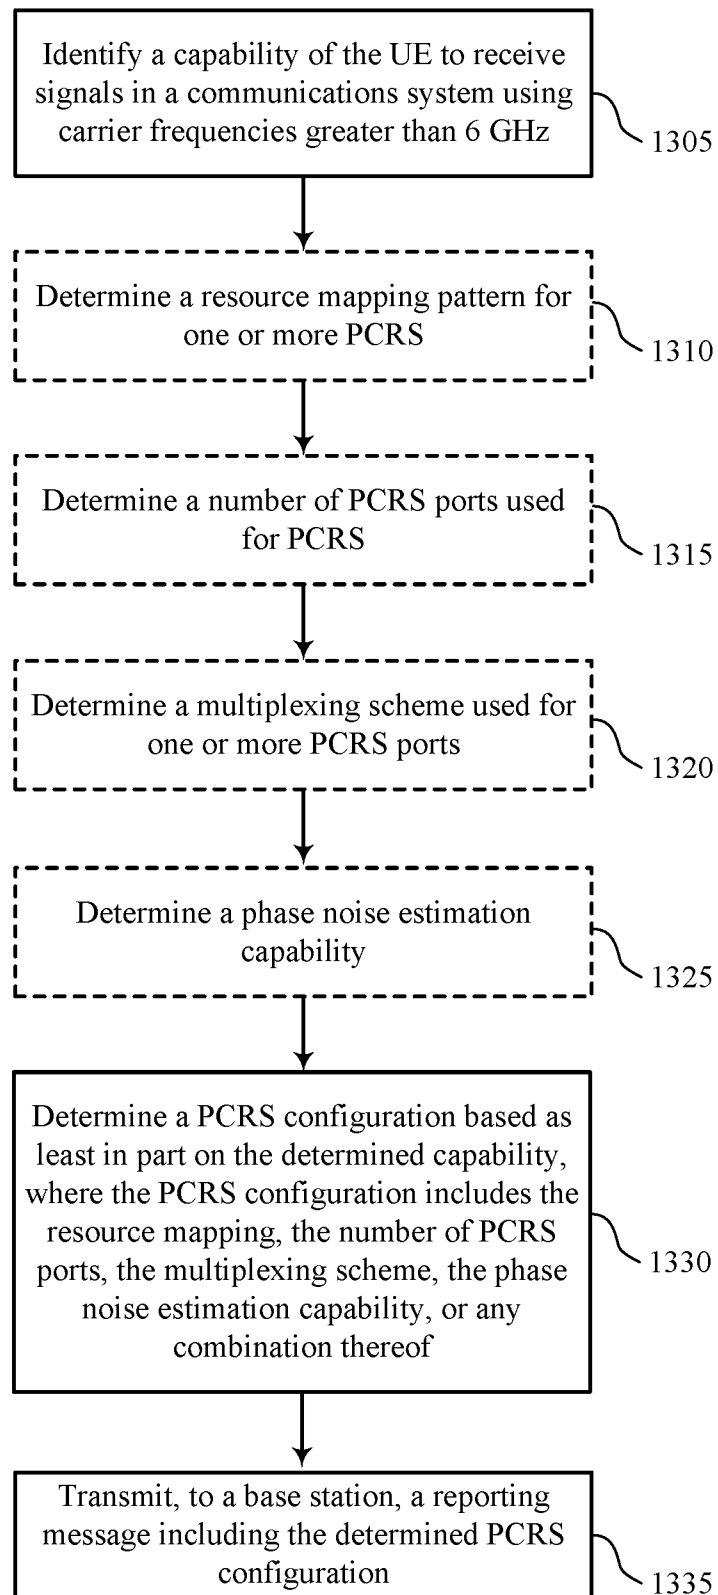 Identify a capability of the UE to receive
signals in a communications system using
carrier frequencies greater than 6 GHz
1305
Determine a resource mapping pattern for
one or more PCRS
1310
Determine a number of PCRS ports used
for PCRS
1315
Determine a multiplexing scheme used for
one or more PCRS ports
1320
Determine a phase noise estimation
capability
1325
Determine a PCRS configuration based as
least in part on the determined capability,
where the PCRS configuration includes the
resource mapping, the number of PCRS
ports, the multiplexing scheme, the phase
noise estimation capability, or any
combination thereof
1330
Transmit, to a base station, a reporting
message including the determined PCRS
configuration
1335